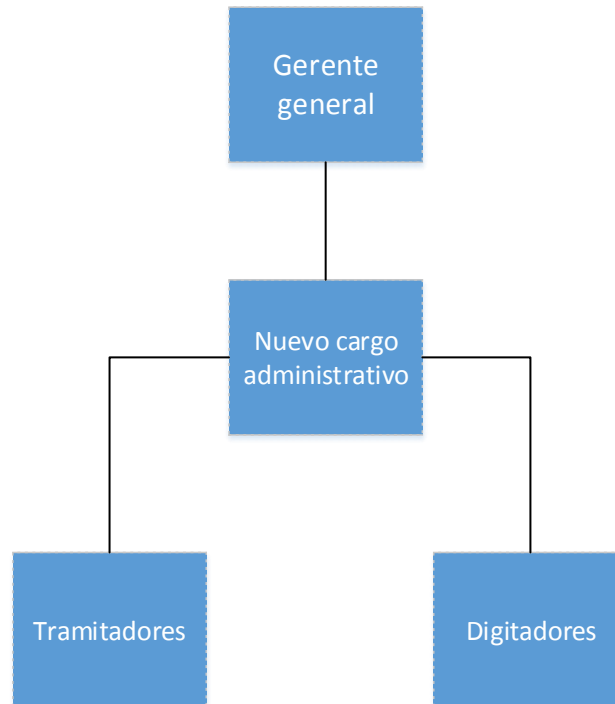 Gerente
general
Nuevo cargo
administrativo
Tramitadores
Digitadores